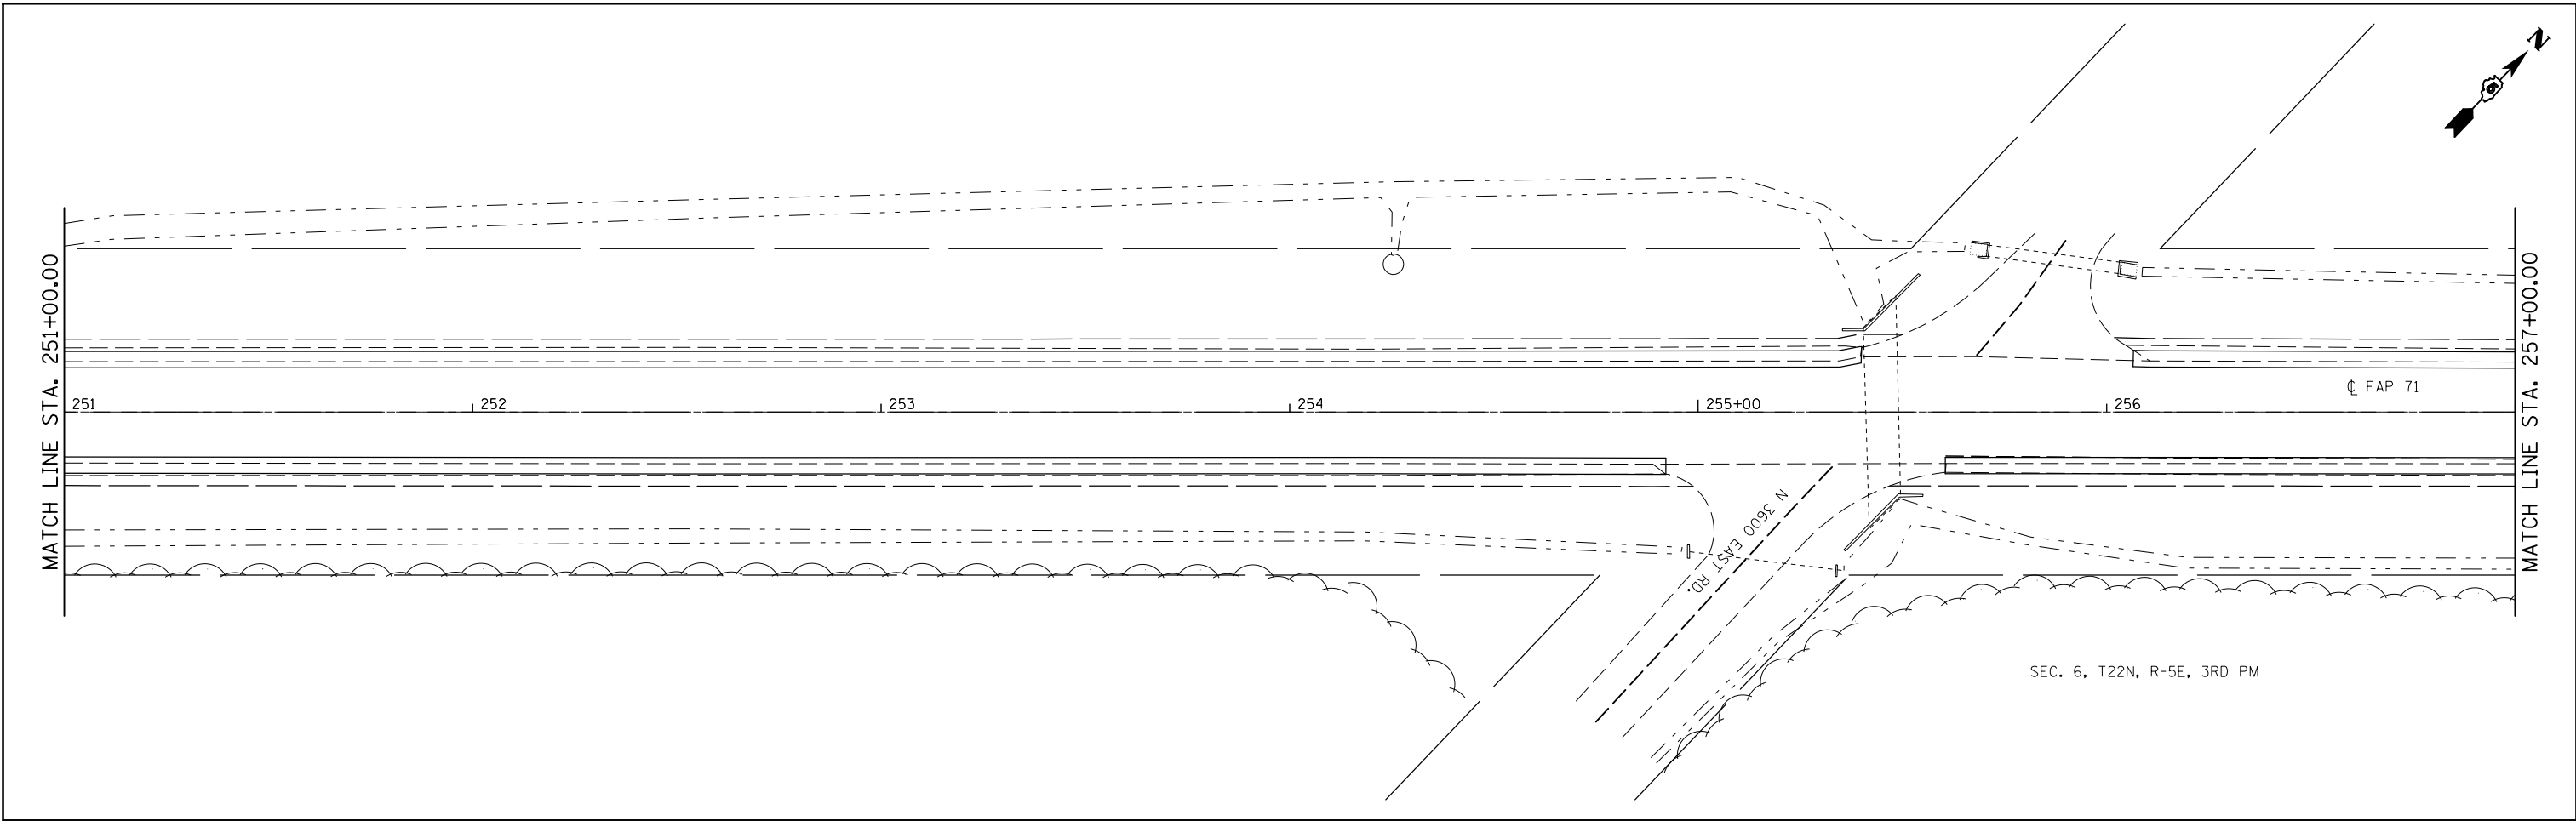 N
MATCH LINE STA. 251+00.00
251
252
253
254
255+00
256
℄ FAP 71
MATCH LINE STA. 257+00.00
N 3600 EAST RD.
SEC. 6, T22N, R-5E, 3RD PM